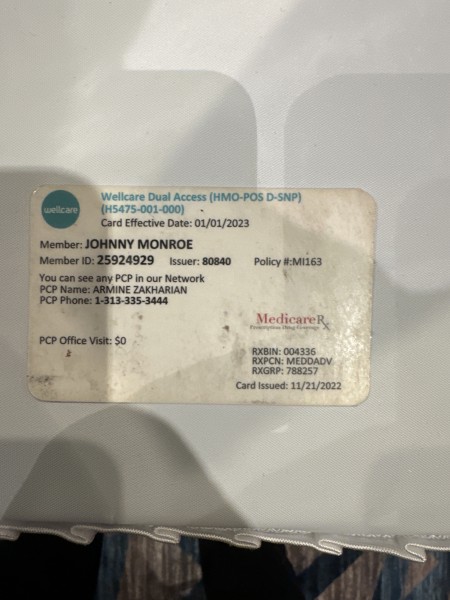 wellcare
Wellcare Dual Access (HMO-POS D-SNP)
(H5475-001-000)
Card Effective Date: 01/01/2023
Member: JOHNNY MONROE
Member ID: 25924929 Issuer: 80840 Policy #:MI163
You can see any PCP in our Network
PCP Name: ARMINE ZAKHARIAN
PCP Phone: 1-313-335-3444
MedicareRx
Prescription Drug Coverage
PCP Office Visit: $0
RXBIN: 004336
RXPCN: MEDDADV
RXGRP: 788257
Card Issued: 11/21/2022